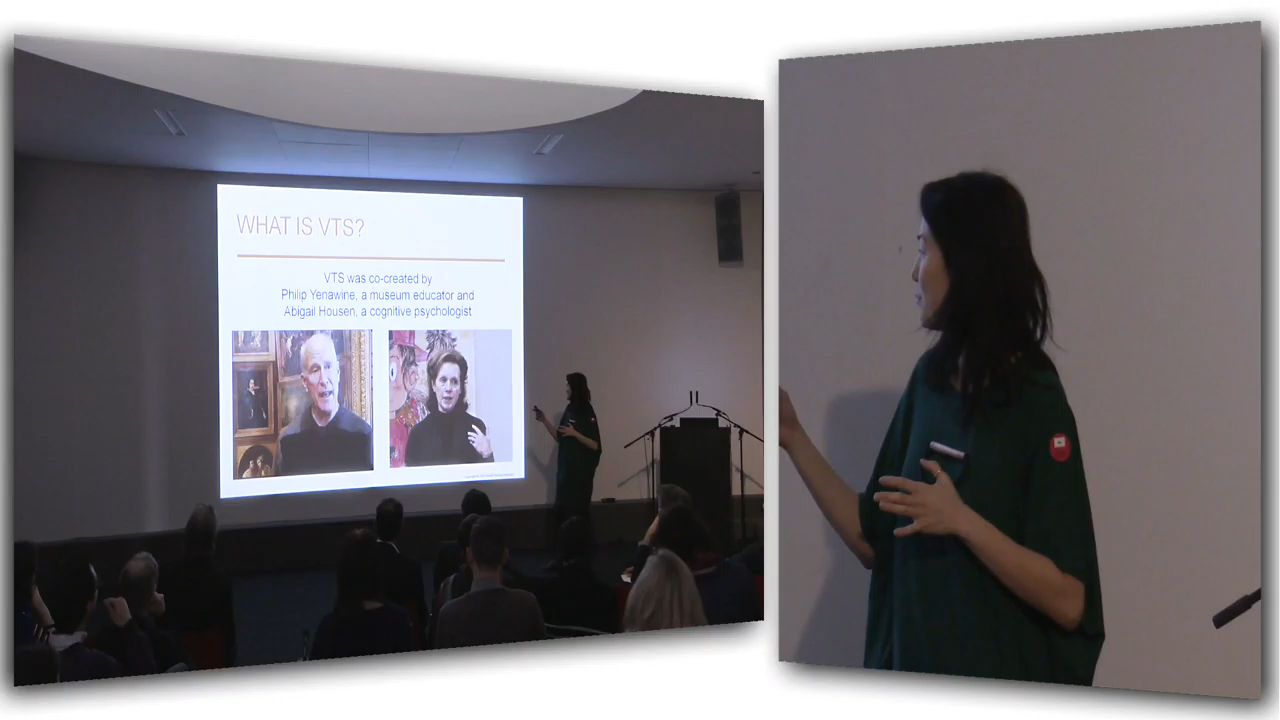 WHAT IS VTS?
VTS was co-created by
Philip Yenawine, a museum educator and
Abigail Housen, a cognitive psychologist